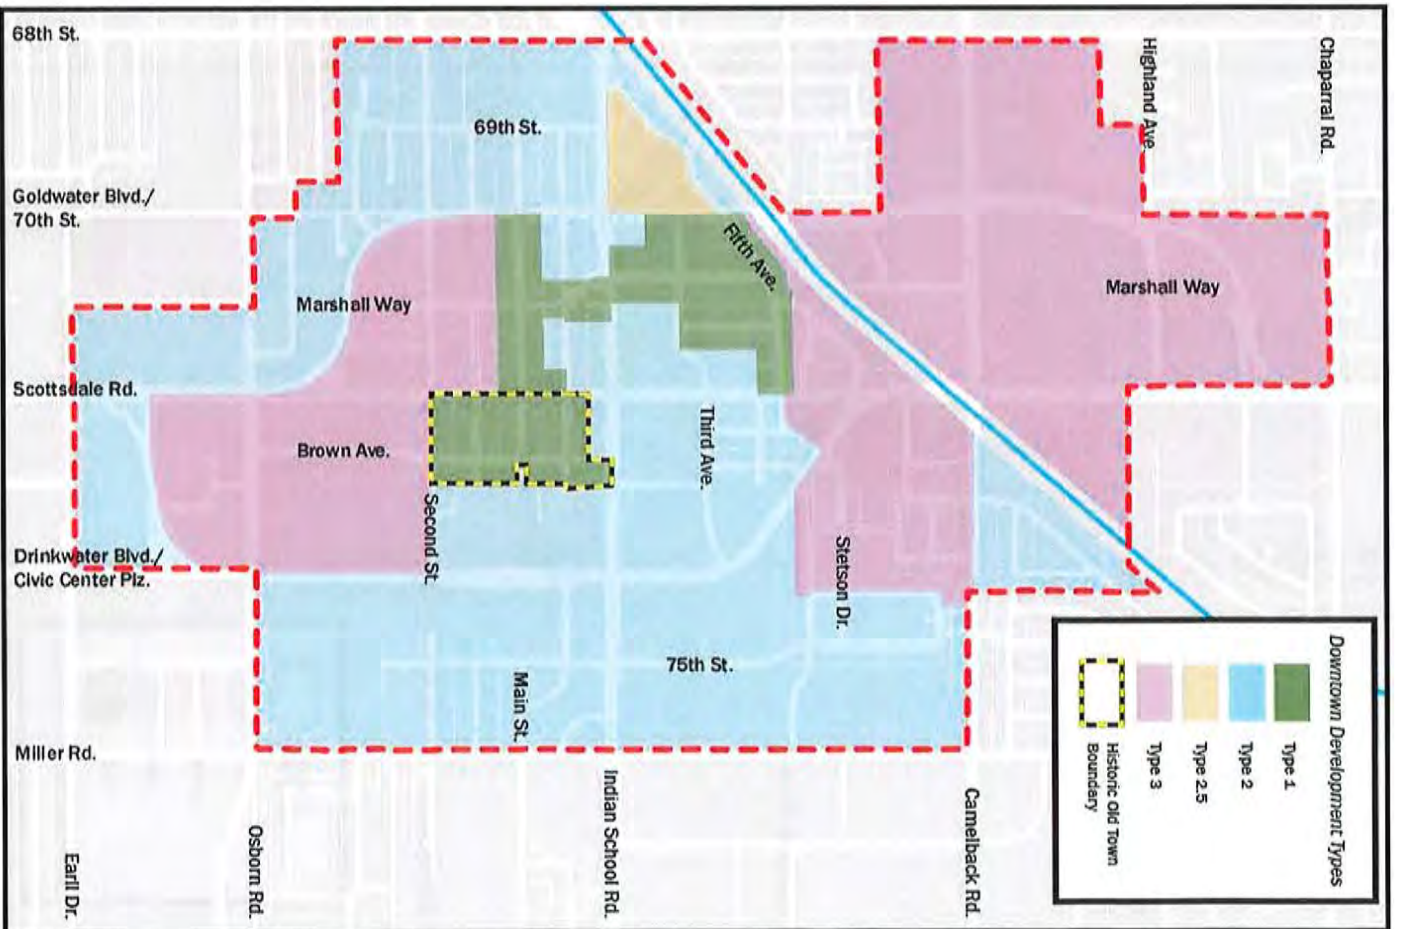 68th St.
Highland Ave.
Chaparral Rd.
69th St.
Goldwater Blvd./
70th St.
Fifth Ave.
Marshall Way
Marshall Way
Scottsdale Rd.
Brown Ave.
Third Ave.
Second St.
Drinkwater Blvd./
Civic Center Plz.
Stetson Dr.
75th St.
Main St.
Miller Rd.
Indian School Rd.
Camelback Rd.
Osborn Rd.
Earll Dr.
Downtown Development Types
Type 1
Type 2
Type 2.5
Type 3
Historic Old Town
Boundary